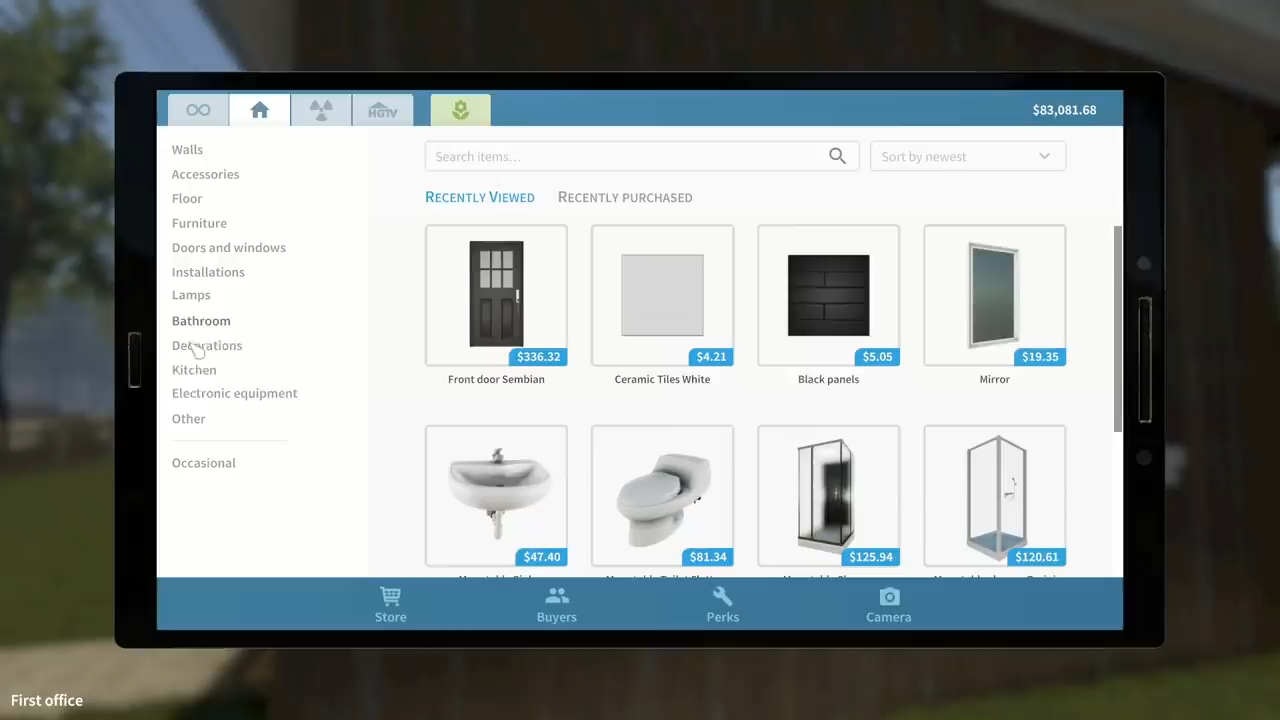 HGTV
$83,081.68
Walls
Accessories
Floor
Furniture
Doors and windows
Installations
Lamps
Bathroom
Decorations
Kitchen
Electronic equipment
Other
Occasional
Search items...
Sort by newest
RECENTLY VIEWED
RECENTLY PURCHASED
$336.32
$4.21
$5.05
$19.35
Front door Sembian
Ceramic Tiles White
Black panels
Mirror
$47.40
$81.34
$125.94
$120.61
Store
Buyers
Perks
Camera
First office